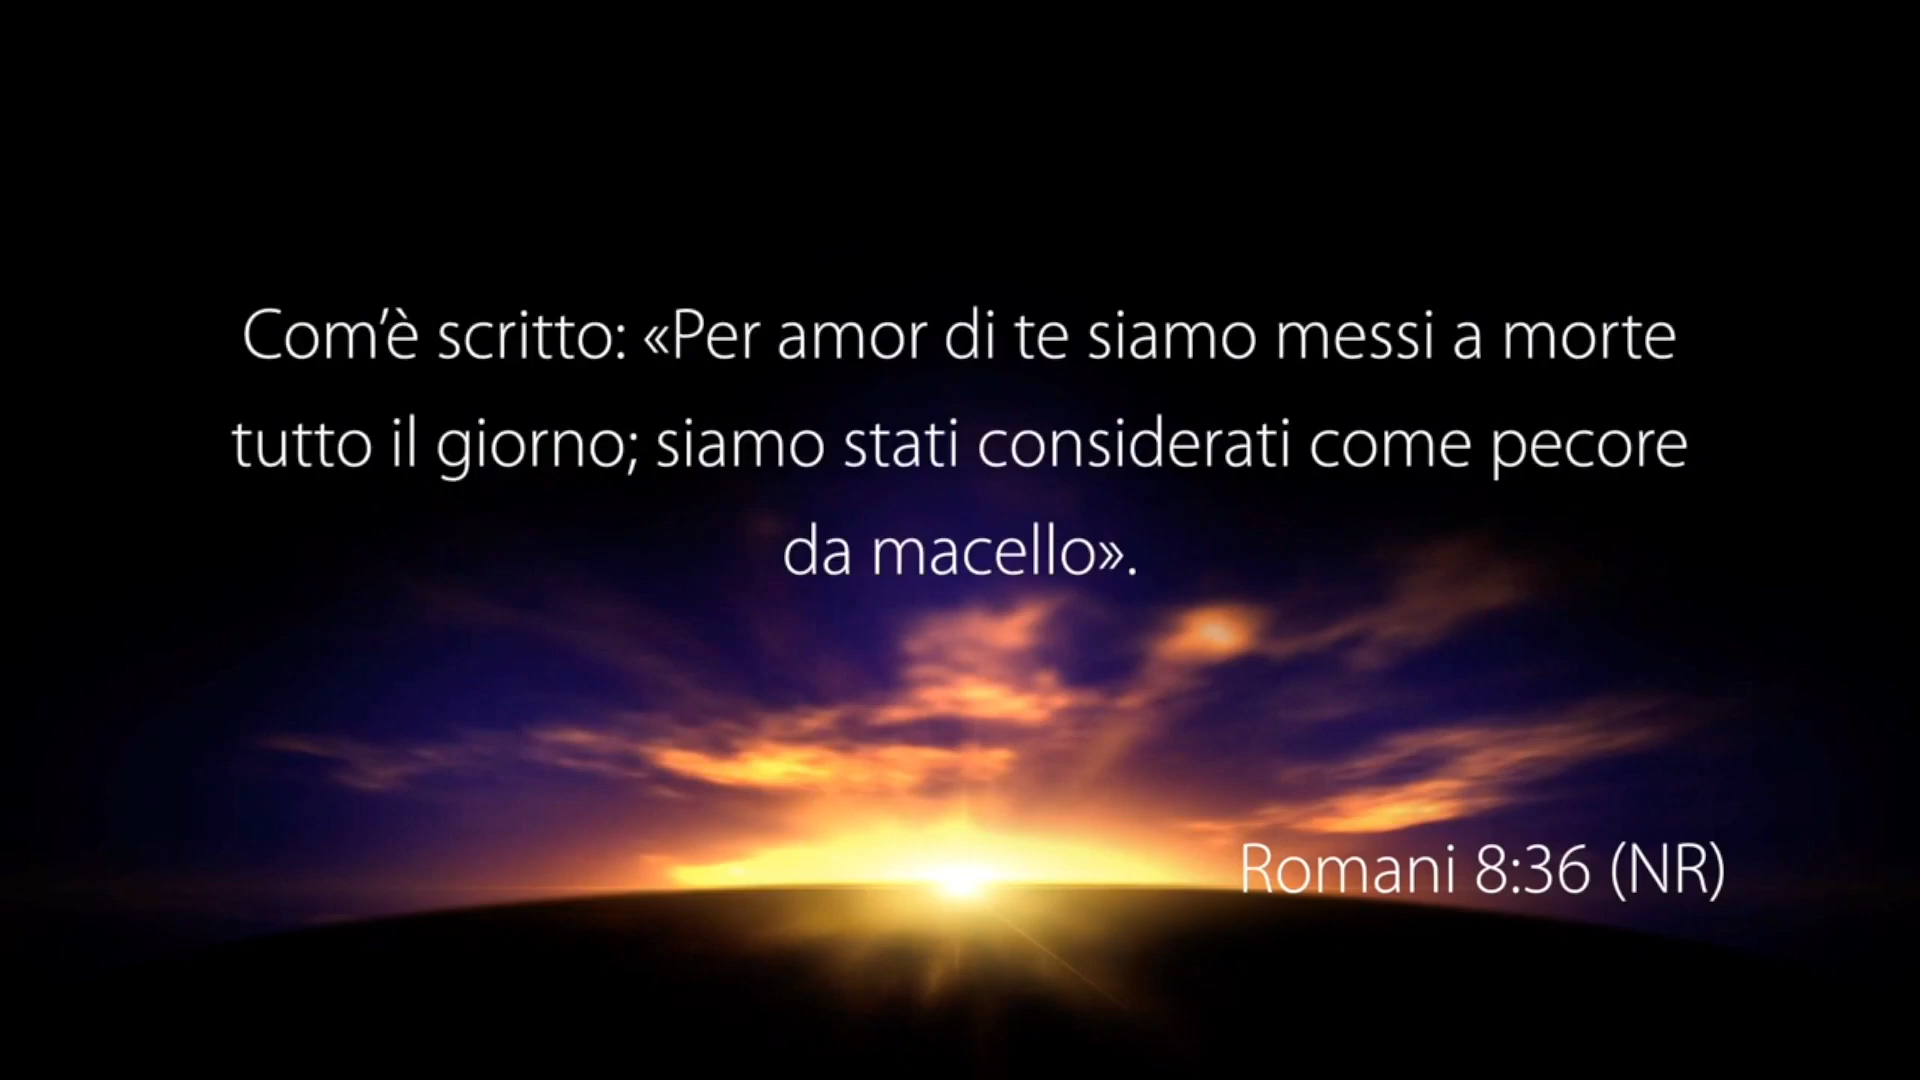 Com’è scritto: «Per amor di te siamo messi a morte
tutto il giorno; siamo stati considerati come pecore
da macello».
Romani 8:36 (NR)